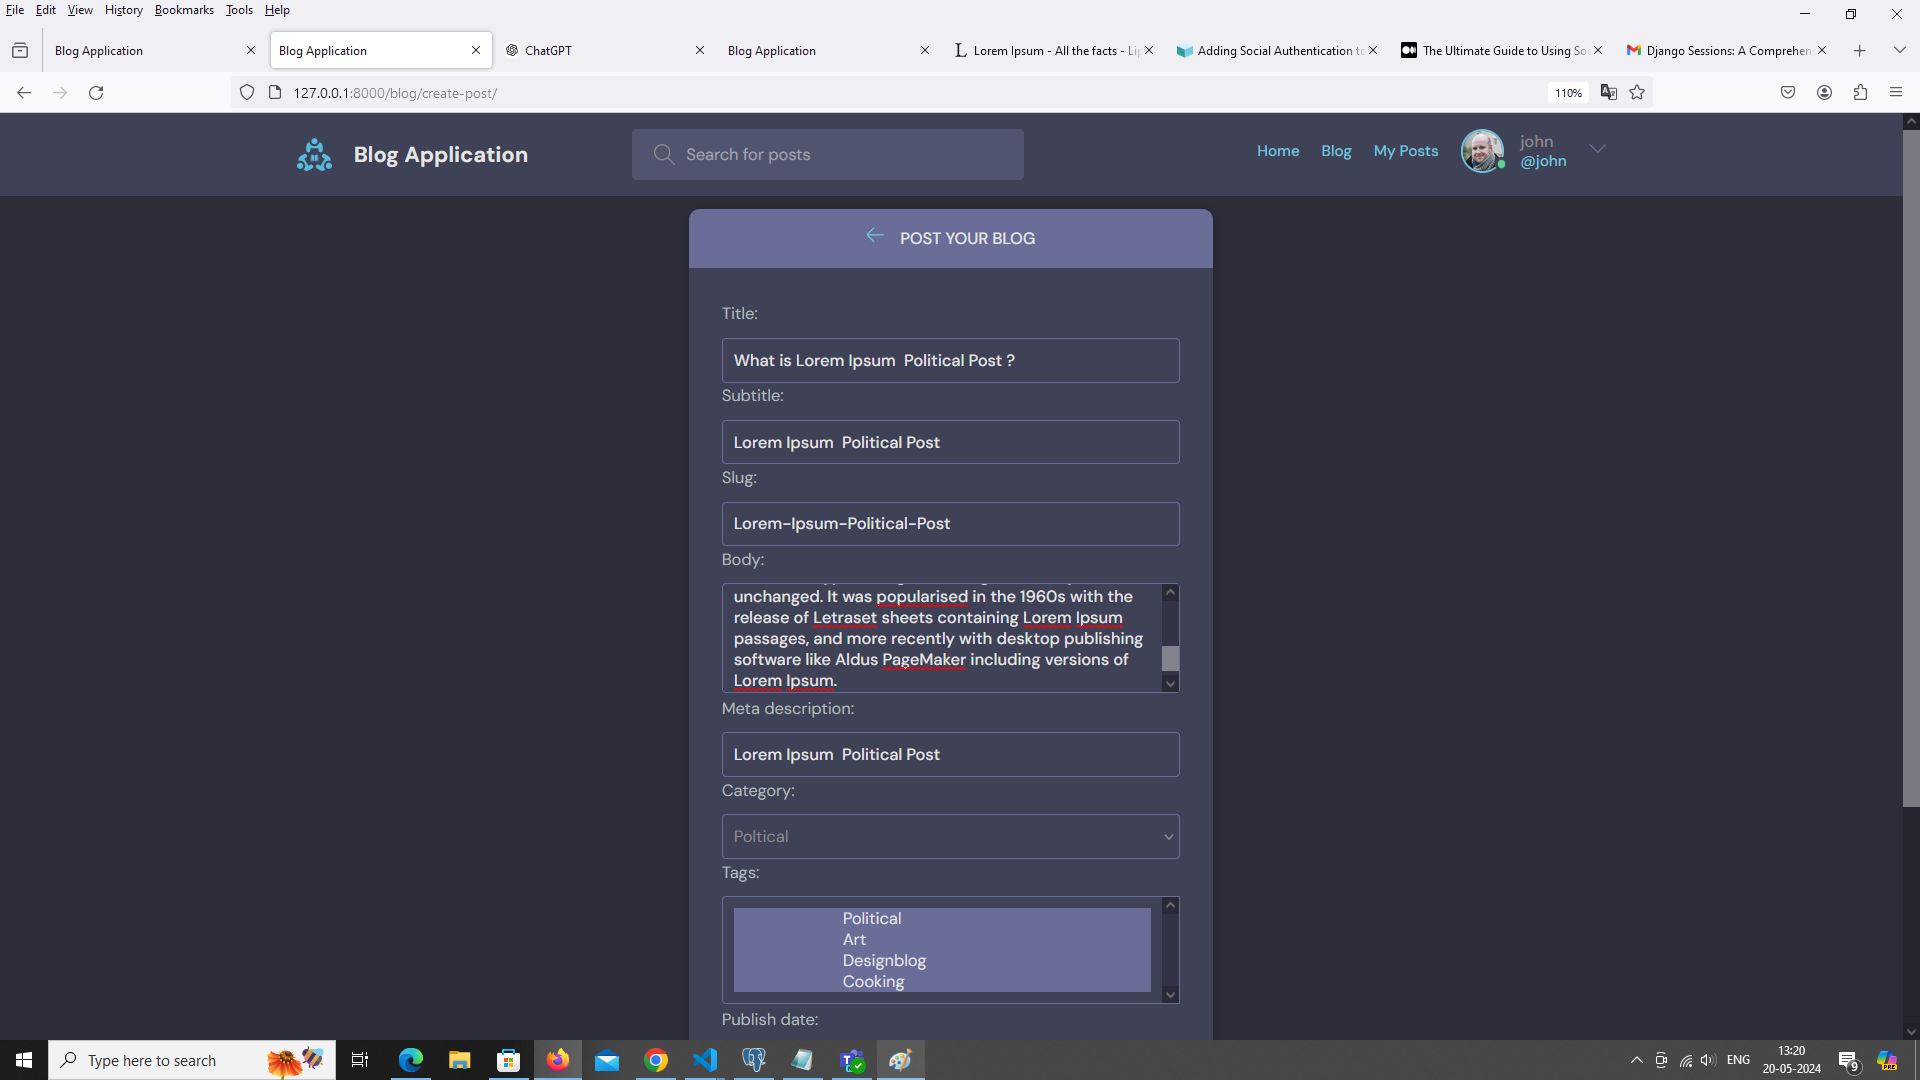 File Edit View History Bookmarks Tools Help
Blog Application
Blog Application
ChatGPT
Blog Application
Lorem Ipsum - All the facts - Lip
Adding Social Authentication to
The Ultimate Guide to Using Soc
Django Sessions: A Comprehen
127.0.0.1:8000/blog/create-post/
110%
Blog Application
Search for posts
Home
Blog
My Posts
john
@john
POST YOUR BLOG
Title:
What is Lorem Ipsum  Political Post ?
Subtitle:
Lorem Ipsum  Political Post
Slug:
Lorem-Ipsum-Political-Post
Body:
unchanged. It was popularised in the 1960s with the
release of Letraset sheets containing Lorem Ipsum
passages, and more recently with desktop publishing
software like Aldus PageMaker including versions of
Lorem Ipsum.
Meta description:
Lorem Ipsum  Political Post
Category:
Poltical
Tags:
Political
Art
Designblog
Cooking
Publish date:
Type here to search
ENG
13:20
20-05-2024
9
PRE